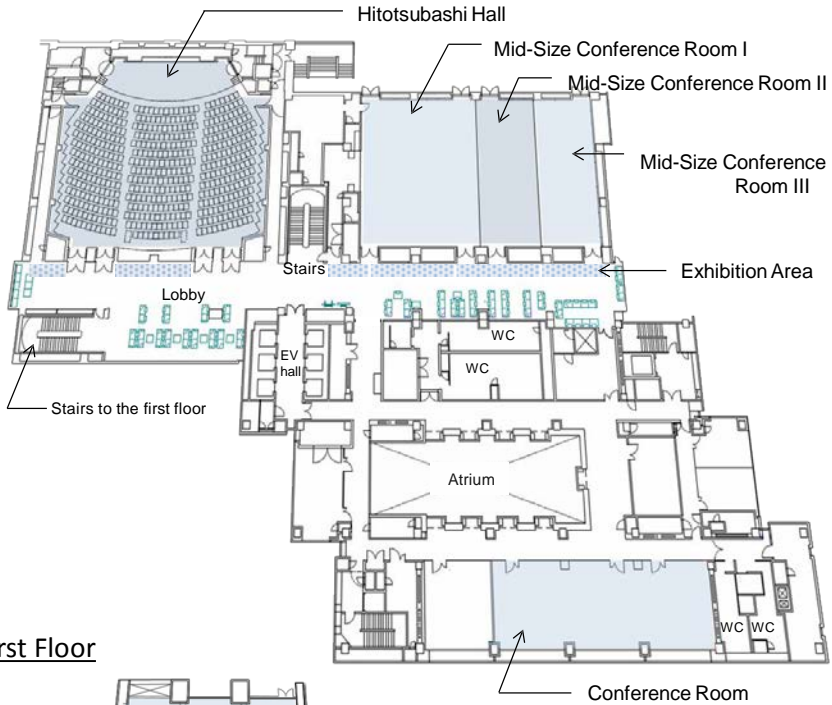 Hitotsubashi Hall
Mid-Size Conference Room I
Mid-Size Conference Room II
Mid-Size Conference
Room III
Exhibition Area
Stairs
Lobby
EV
hall
WC
WC
Stairs to the first floor
Atrium
WC WC
rst Floor
Conference Room